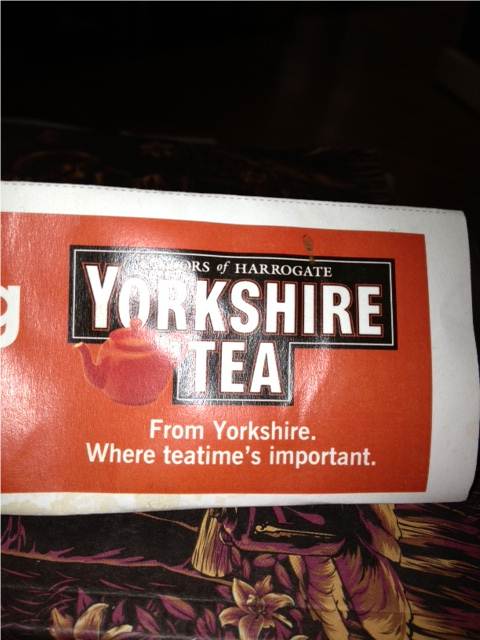 of HARROGATE
YORKSHIRE
TEA
g
From Yorkshire.
Where teatime's important.